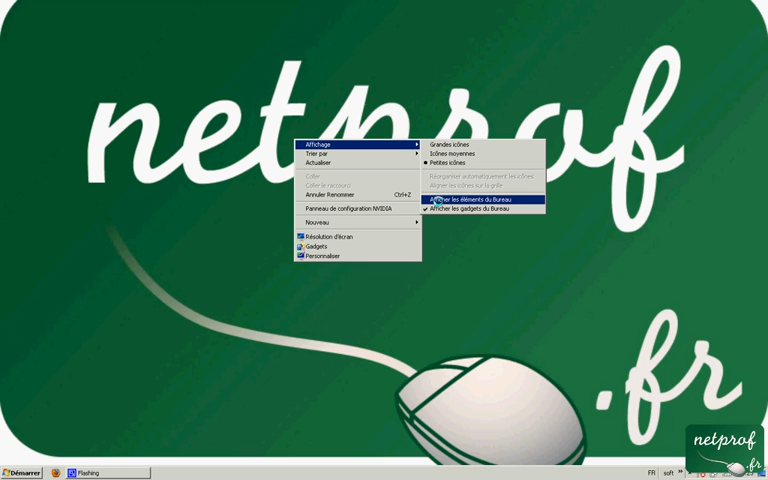 netprof
.fr
Affichage
Trier par
Actualiser
Coller
Coller le raccourci
Annuler Renommer Ctrl+Z
Panneau de configuration NVIDIA
Nouveau
Résolution d'écran
Gadgets
Personnaliser
Grandes icônes
Icônes moyennes
Petites icônes
Réorganiser automatiquement les icônes
Aligner les icônes sur la grille
Afficher les éléments du Bureau
Afficher les gadgets du Bureau
netprof
.fr
Démarrer
Flashing
FR
soft